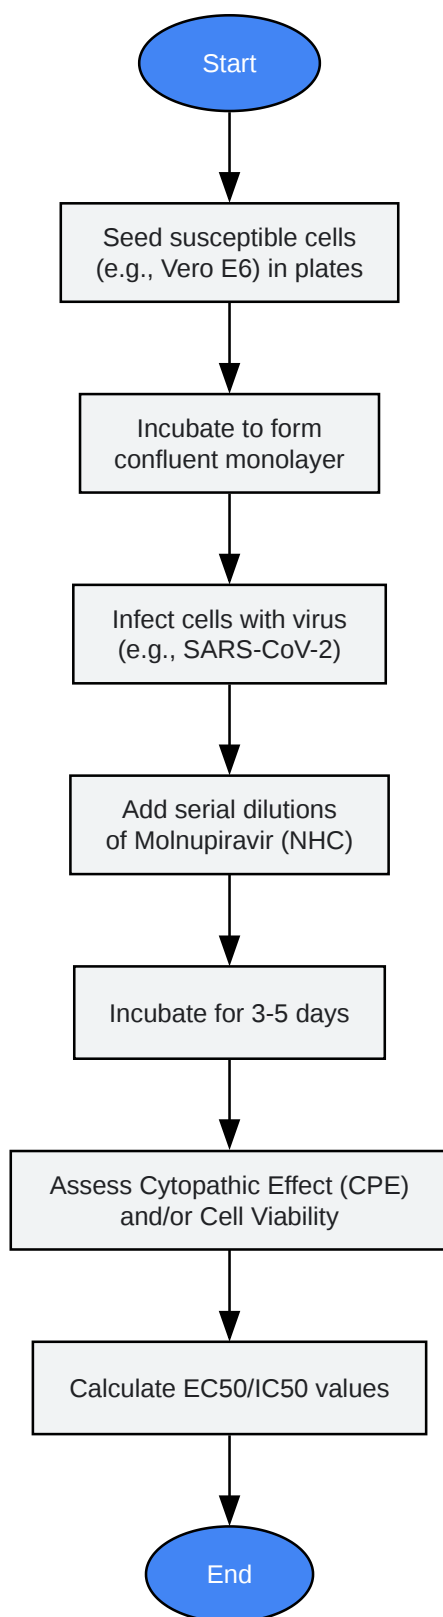 Start
Seed susceptible cells
(e.g., Vero E6) in plates
Incubate to form
confluent monolayer
Infect cells with virus
(e.g., SARS-CoV-2)
Add serial dilutions
of Molnupiravir (NHC)
Incubate for 3-5 days
Assess Cytopathic Effect (CPE)
and/or Cell Viability
Calculate EC50/IC50 values
End